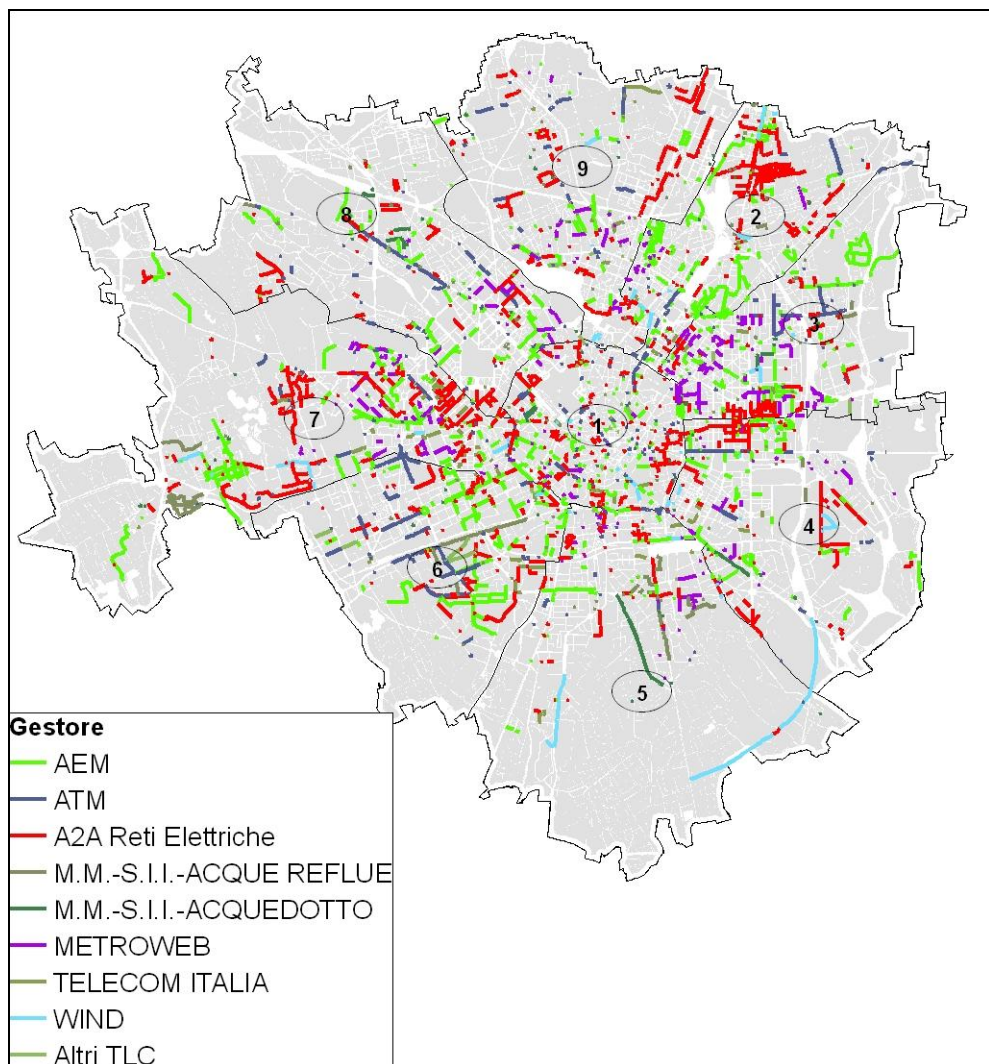 9
2
8
3
7
1
4
6
5
Gestore
AEM
ATM
A2A Reti Elettriche
M.M.-S.I.I.-ACQUE REFLUE
M.M.-S.I.I.-ACQUEDOTTO
METROWEB
TELECOM ITALIA
WIND
Altri TLC